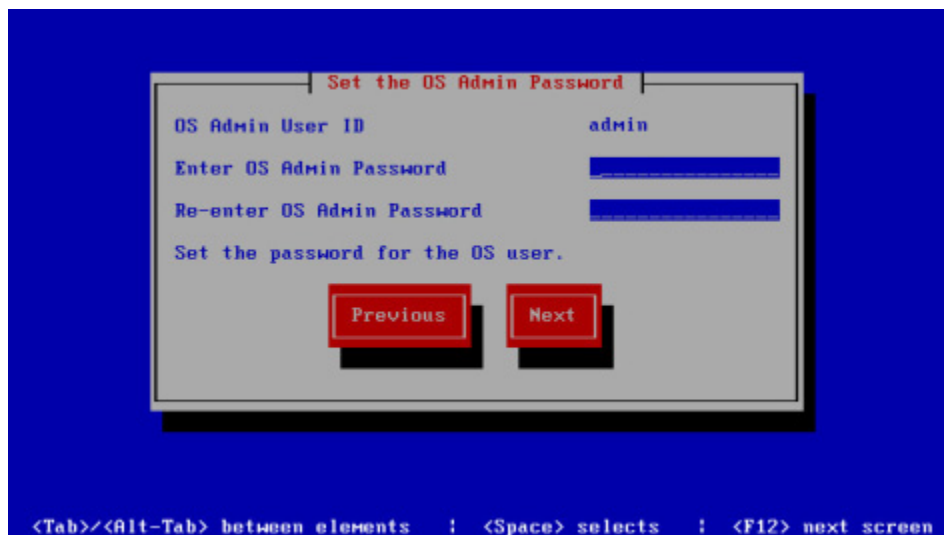 Set the OS Admin Password
OS Admin User ID admin
Enter OS Admin Password
Re-enter OS Admin Password
Set the password for the OS user.
Previous Next
<Tab>/<Alt-Tab> between elements ¦ <Space> selects ¦ <F12> next screen